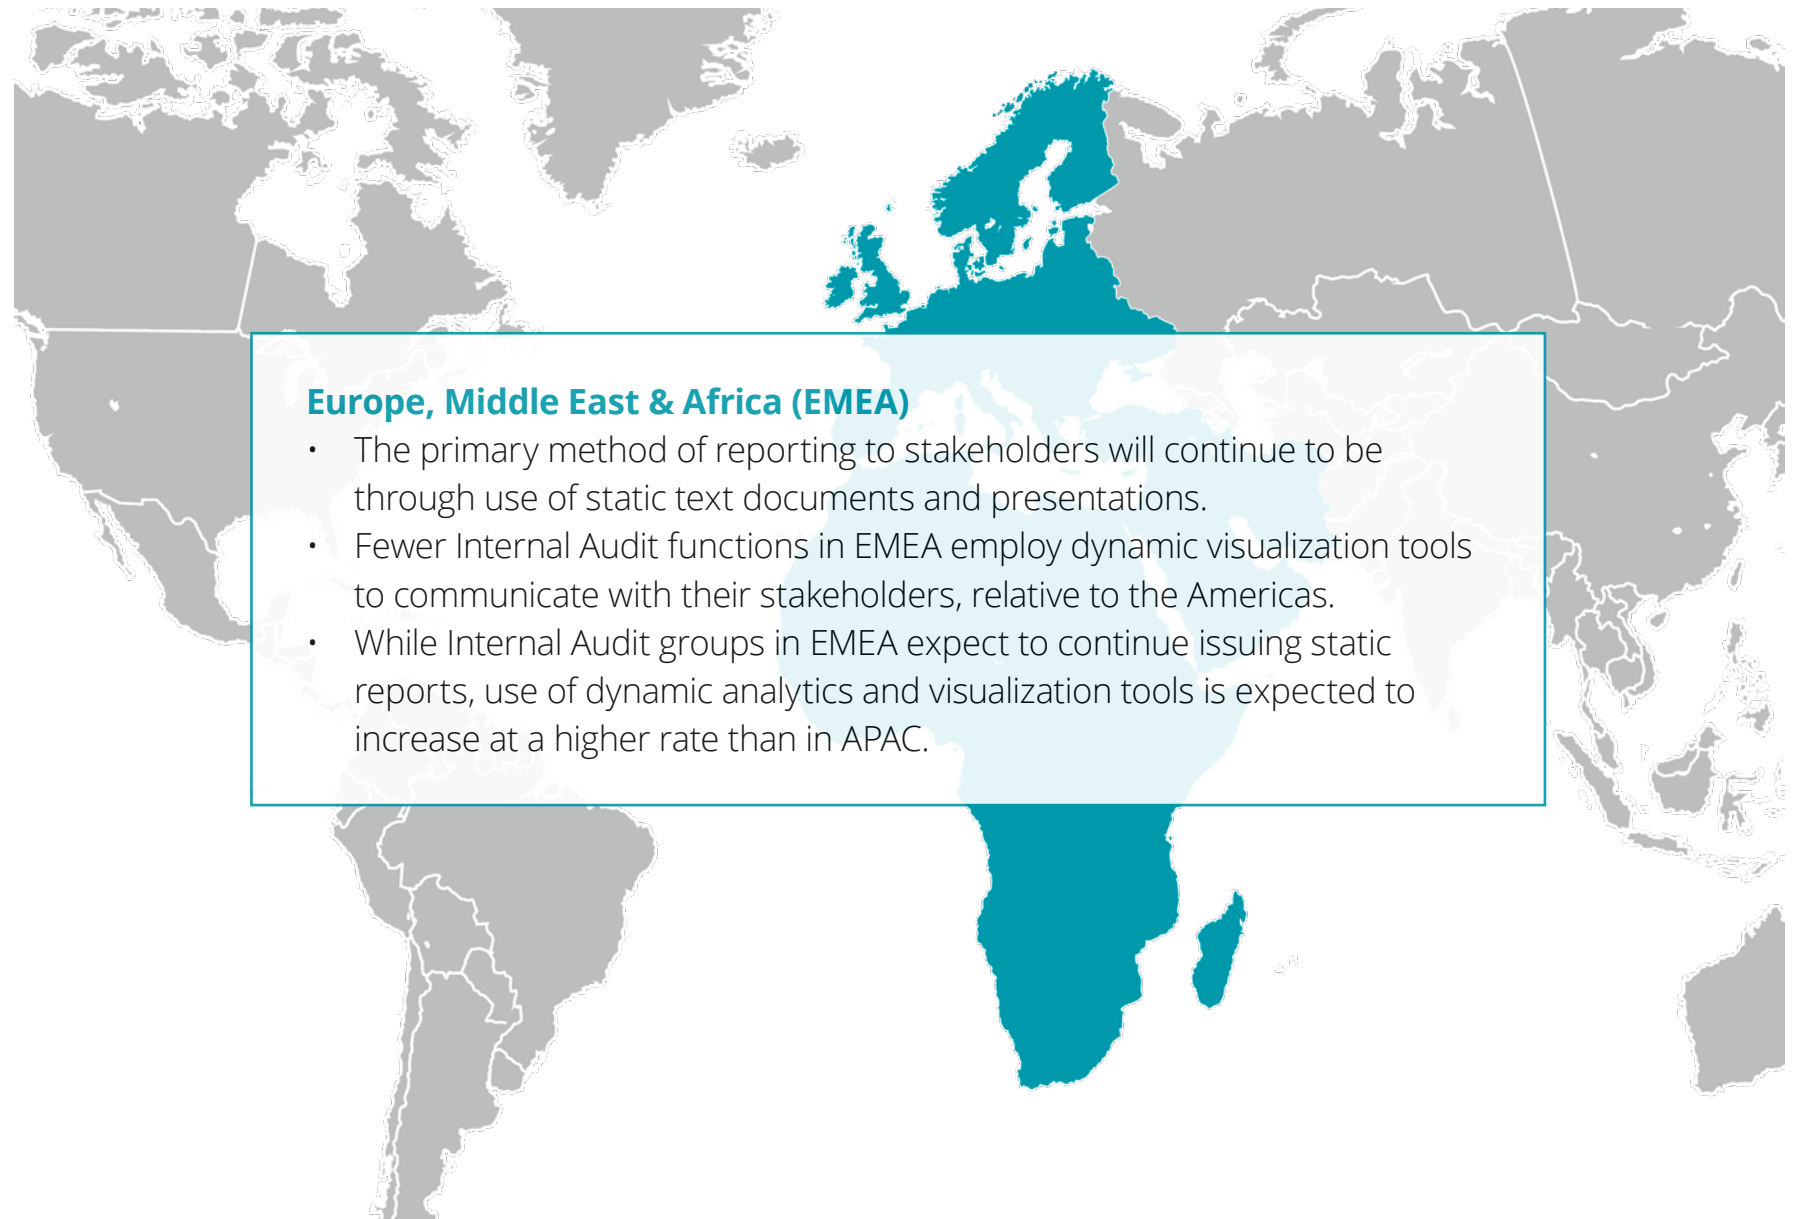 Europe, Middle East & Africa (EMEA)
• The primary method of reporting to stakeholders will continue to be
through use of static text documents and presentations.
• Fewer Internal Audit functions in EMEA employ dynamic visualization tools
to communicate with their stakeholders, relative to the Americas.
• While Internal Audit groups in EMEA expect to continue issuing static
reports, use of dynamic analytics and visualization tools is expected to
increase at a higher rate than in APAC.